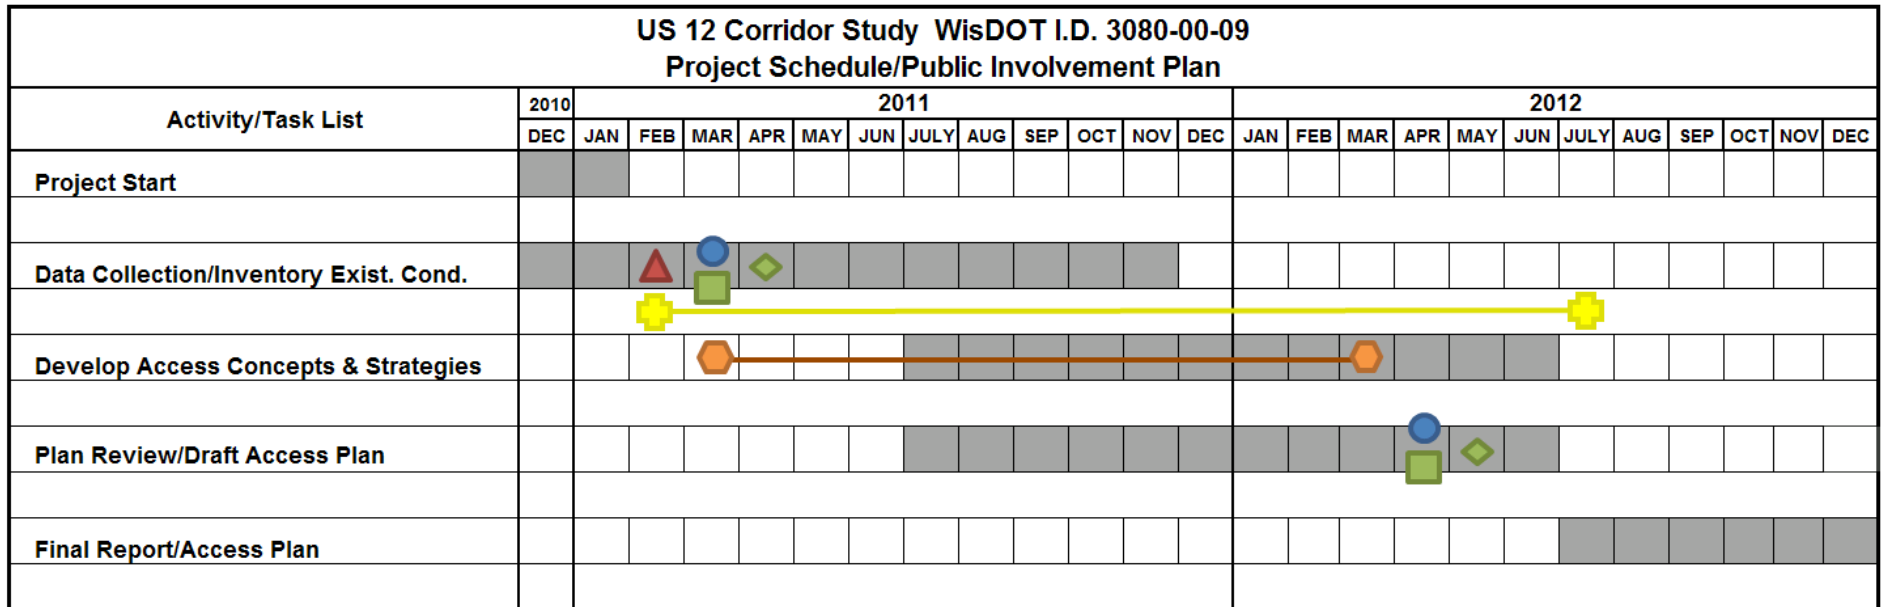 US 12 Corridor Study WisDOT I.D. 3080-00-09
Project Schedule/Public Involvement Plan
Activity/Task List
2010 2011 2012
DEC JAN FEB MAR APR MAY JUN JULY AUG SEP OCT NOV DEC JAN FEB MAR APR MAY JUN JULY AUG SEP OCT NOV DEC
Project Start
Data Collection/Inventory Exist. Cond.
Develop Access Concepts & Strategies
Plan Review/Draft Access Plan
Final Report/Access Plan